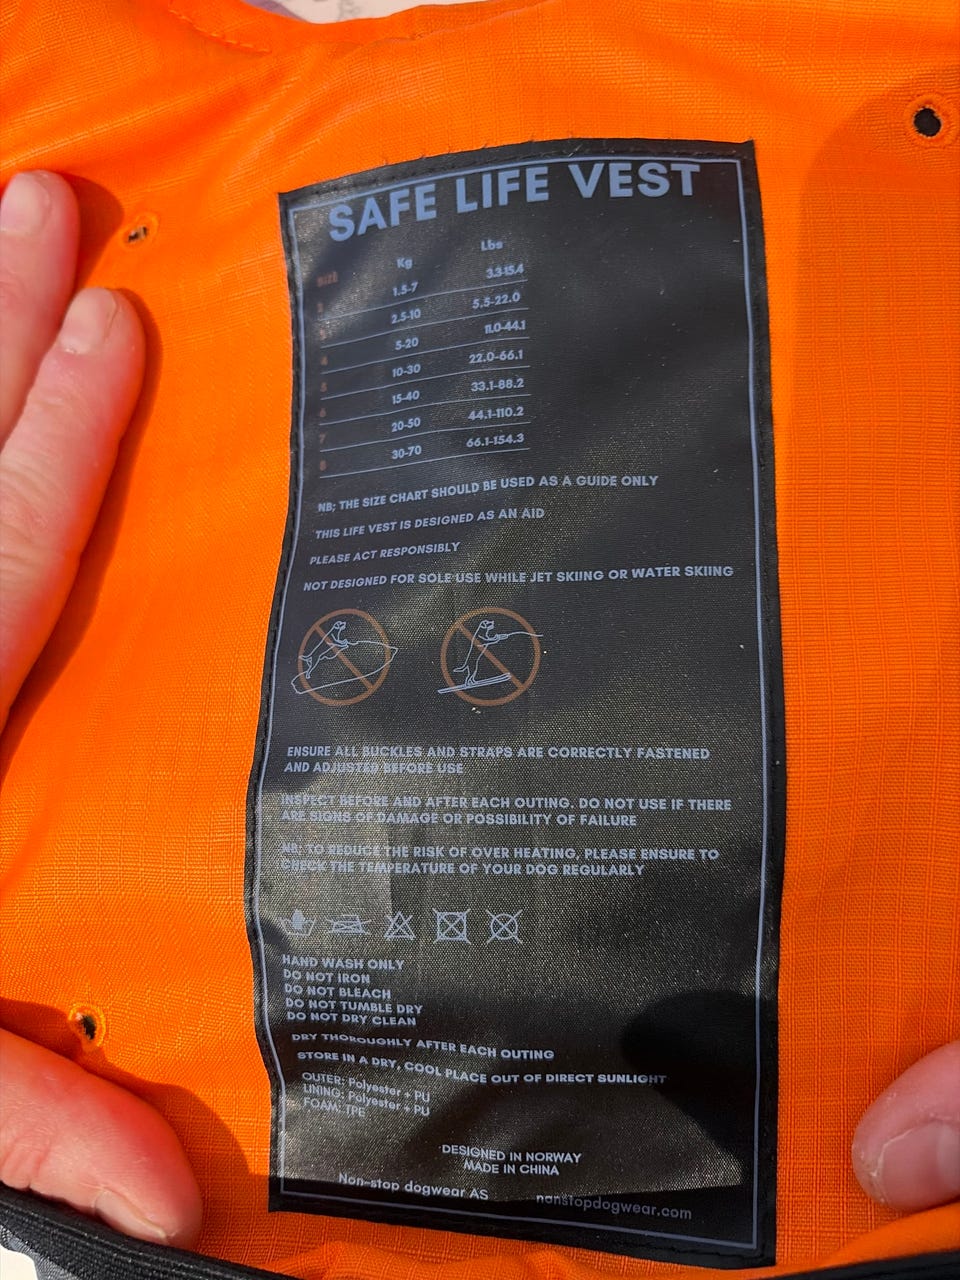 SAFE LIFE VEST
SIZE Kg Lbs
1.5-7 3.3-15.4
3 2.5-10 5.5-22.0
4 5-20 11.0-44.1
5 10-30 22.0-66.1
6 15-40 33.1-88.2
7 20-50 44.1-110.2
8 30-70 66.1-154.3
NB; THE SIZE CHART SHOULD BE USED AS A GUIDE ONLY
THIS LIFE VEST IS DESIGNED AS AN AID
PLEASE ACT RESPONSIBLY
NOT DESIGNED FOR SOLE USE WHILE JET SKIING OR WATER SKIING
ENSURE ALL BUCKLES AND STRAPS ARE CORRECTLY FASTENED
AND ADJUSTED BEFORE USE
INSPECT BEFORE AND AFTER EACH OUTING. DO NOT USE IF THERE
ARE SIGNS OF DAMAGE OR POSSIBILITY OF FAILURE
NB; TO REDUCE THE RISK OF OVER HEATING, PLEASE ENSURE TO
CHECK THE TEMPERATURE OF YOUR DOG REGULARLY
HAND WASH ONLY
DO NOT IRON
DO NOT BLEACH
DO NOT TUMBLE DRY
DO NOT DRY CLEAN
DRY THOROUGHLY AFTER EACH OUTING
STORE IN A DRY, COOL PLACE OUT OF DIRECT SUNLIGHT
OUTER: Polyester + PU
LINING: Polyester + PU
FOAM: TPE
DESIGNED IN NORWAY
MADE IN CHINA
Non-stop dogwear AS nonstopdogwear.com